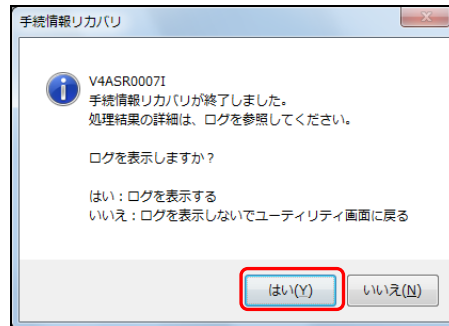 手続情報リカバリ
V4ASR0007I
手続情報リカバリが終了しました。
処理結果の詳細は、ログを参照してください。
ログを表示しますか？
はい：ログを表示する
いいえ：ログを表示しないでユーティリティ画面に戻る
はい(Y) いいえ(N)